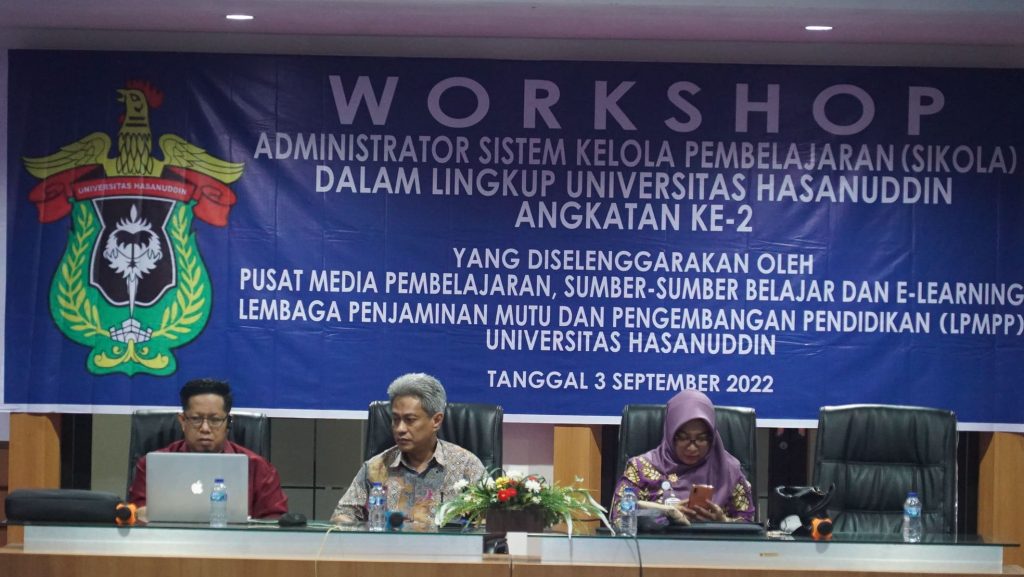 WORKSHOP
ADMINISTRATOR SISTEM KELOLA PEMBELAJARAN (SIKOLA)
DALAM LINGKUP UNIVERSITAS HASANUDDIN
ANGKATAN KE-2
UNIVERSITAS HASANUDDIN
YANG DISELENGGARAKAN OLEH
PUSAT MEDIA PEMBELAJARAN, SUMBER-SUMBER BELAJAR DAN E-LEARNING
LEMBAGA PENJAMINAN MUTU DAN PENGEMBANGAN PENDIDIKAN (LPMPP)
UNIVERSITAS HASANUDDIN
TANGGAL 3 SEPTEMBER 2022